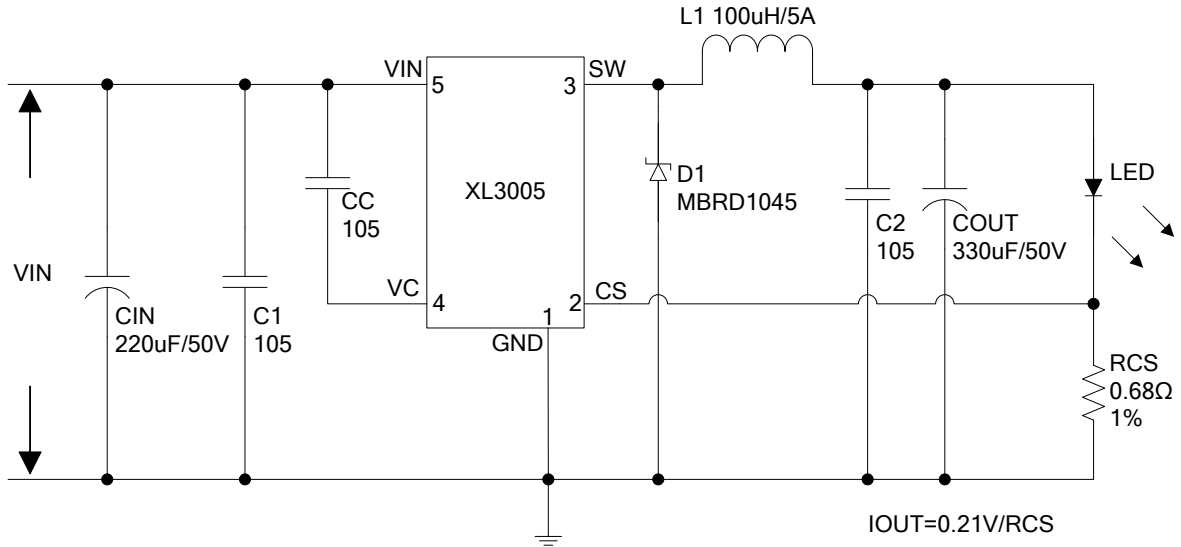 L1 100uH/5A
VIN
5
3
SW
XL3005
CC
105
D1
MBRD1045
LED
C2
105
COUT
330uF/50V
VIN
VC
4
2
CS
1
GND
CIN
220uF/50V
C1
105
RCS
0.68Ω
1%
IOUT=0.21V/RCS